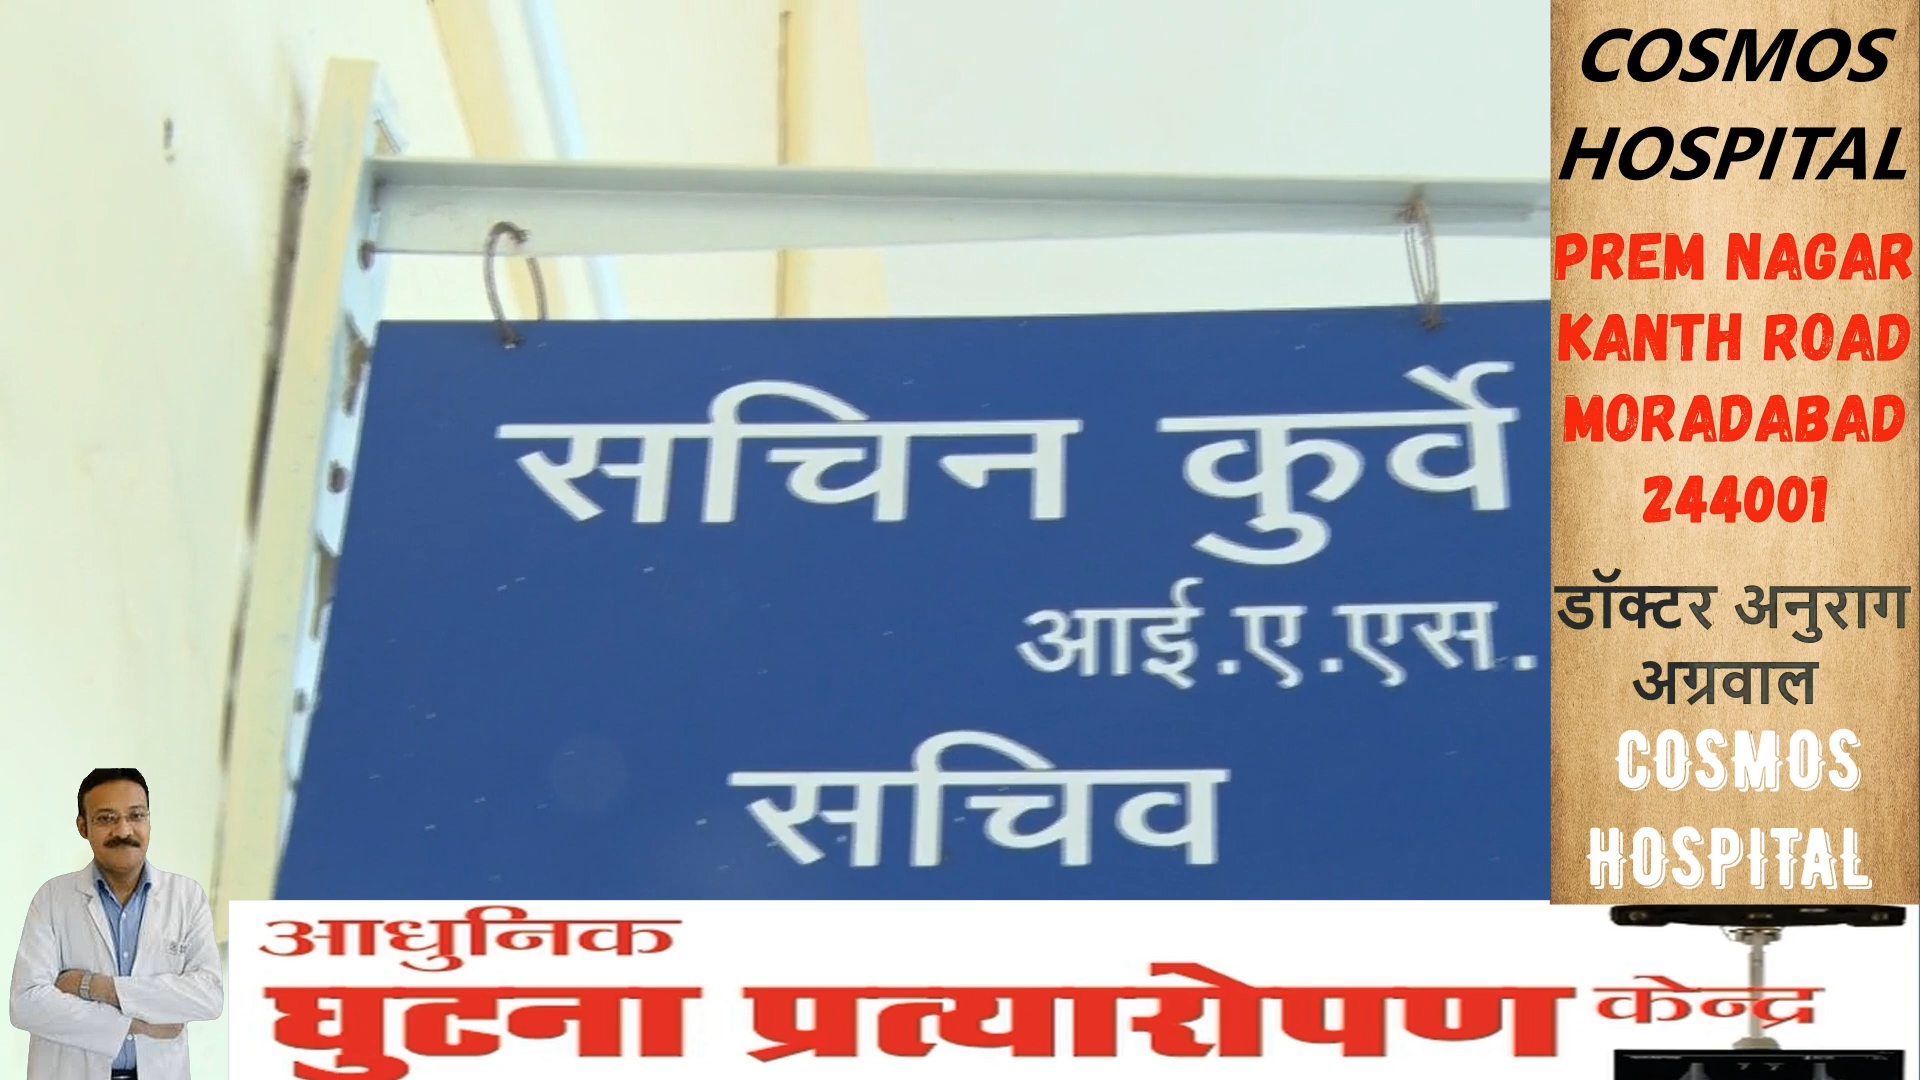 सचिन कुर्वे
आई.ए.एस.
सचिव
COSMOS
HOSPITAL
PREM NAGAR
KANTH ROAD
MORADABAD
244001
डॉक्टर अनुराग
अग्रवाल
COSMOS
HOSPITAL
आधुनिक
घुटना प्रत्यारोपण केन्द्र